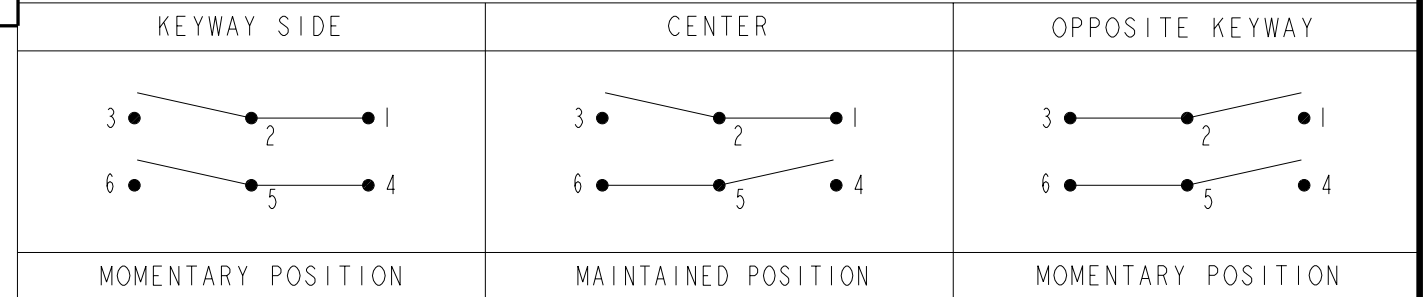 KEYWAY SIDE
CENTER
OPPOSITE KEYWAY
3 2 1
6 5 4
3 2 1
6 5 4
3 2 1
6 5 4
MOMENTARY POSITION
MAINTAINED POSITION
MOMENTARY POSITION